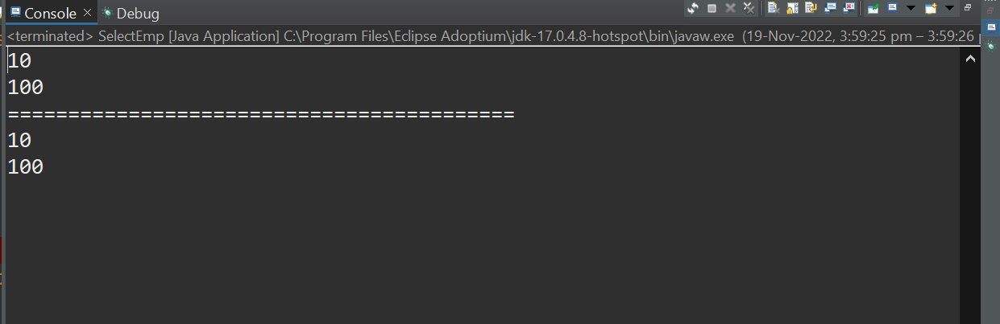 Console Debug
<terminated> SelectEmp [Java Application] C:\Program Files\Eclipse Adoptium\jdk-17.0.4.8-hotspot\bin\javaw.exe (19-Nov-2022, 3:59:25 pm – 3:59:26
10
100
==========================================
10
100